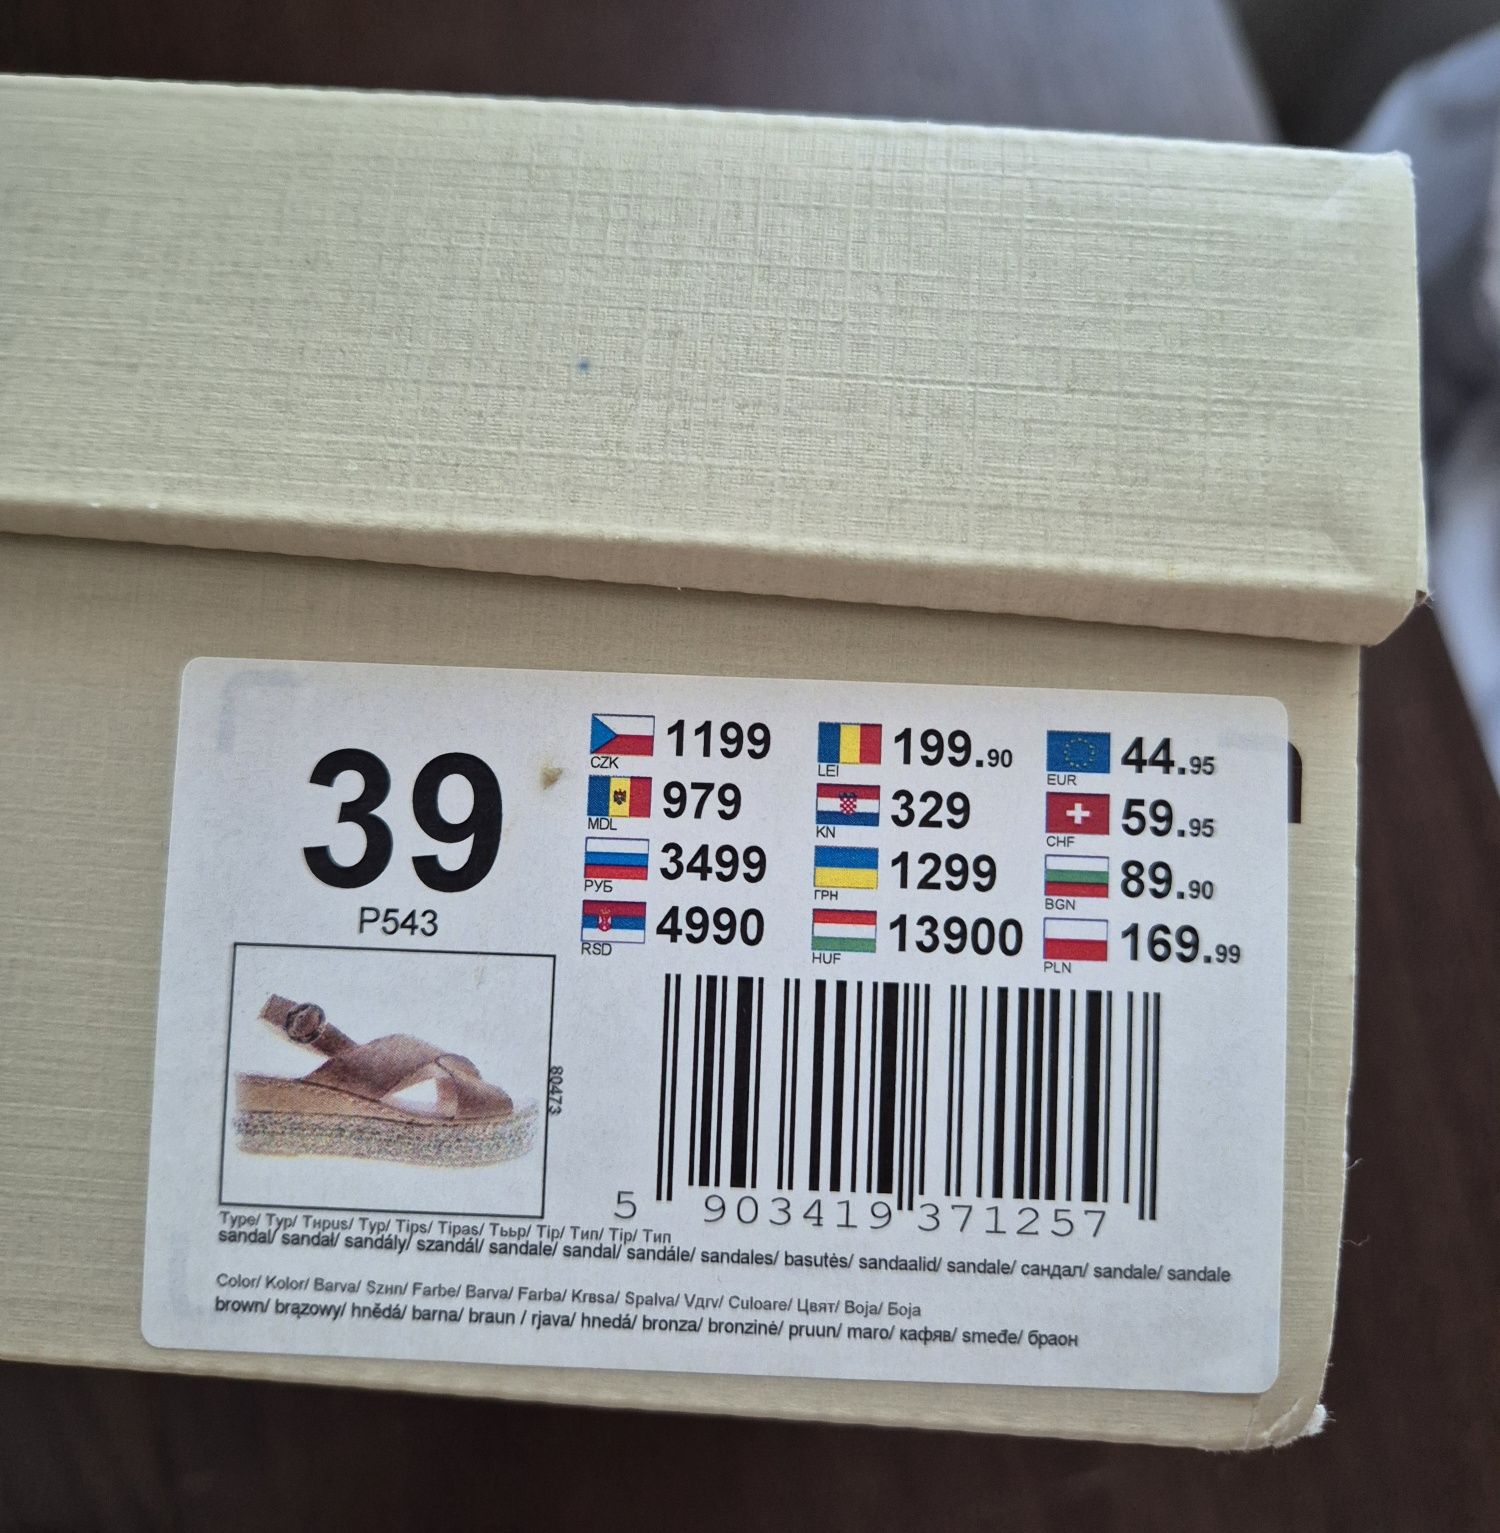 39
P543
80473
CZK 1199
LEI 199.90
EUR 44.95
MDL 979
KN 329
CHF 59.95
РУБ 3499
ГРН 1299
BGN 89.90
RSD 4990
HUF 13900
PLN 169.99
5 903419 371257
Type/ Typ/ Тнрus/ Typ/ Tips/ Tipas/ Тььр/ Tip/ Тип/ Tip/ Тип
sandal/ sandał/ sandály/ szandál/ sandale/ sandal/ sandále/ sandales/ basutės/ sandaalid/ sandale/ сандал/ sandale/ sandale
Color/ Kolor/ Barva/ Szнn/ Farbe/ Barva/ Farba/ Krвsa/ Spalva/ Vдrv/ Culoare/ Цвят/ Boja/ Боја
brown/ brązowy/ hnědá/ barna/ braun / rjava/ hnedá/ bronza/ bronzinė/ pruun/ maro/ кафяв/ smeđe/ браон